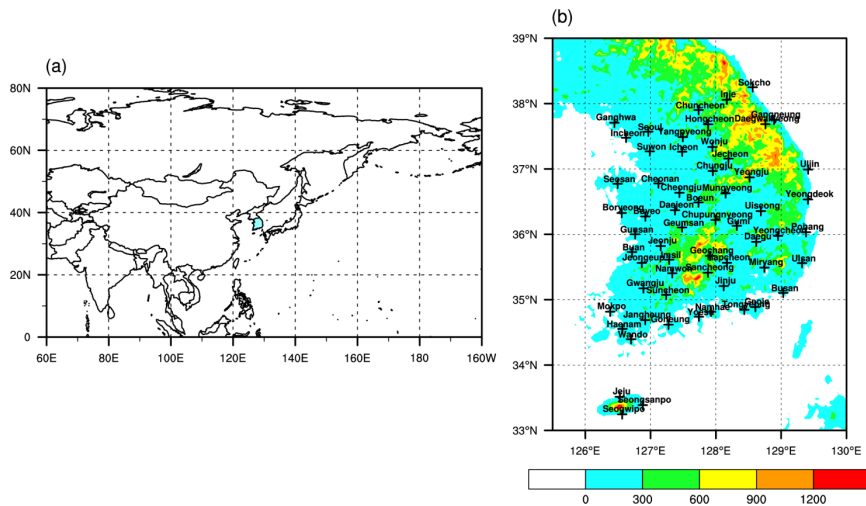 (a)
80N
60N
40N
20N
0
60E 80E 100E 120E 140E 160W
(b)
39°N
38°N
37°N
36°N
35°N
34°N
33°N
126°E 127°E 128°E 129°E 130°E
Sokcho
Inje
Chuncheon
Ganghwa
Hongcheon
Gangneung
Seoul
Yangpyeong
Incheon
Wonju
Suwon Icheon
Jecheon
Chungju
Uljin
Yeongju
Seosan
Cheonan
Cheongju Mungyeong
Yeongdeok
Boeun
Boryeong
Buyeo
Daejeon
Uiseong
Chupungnyeong
Geumsan
Gumi
Pohang
Gunsan
Yeongcheon
Jeonju
Daegu
Buan
Geochang
Jeongeup
Imsil
Hapcheon
Ulsan
Namwon
Miryang
Sancheong
Gwangju
Jinju
Suncheon
Busan
Mokpo
Namhae
Tongyeong
Geoje
Jangheung
Goheung
Yeosu
Haenam
Wando
Jeju
Seongsanpo
Seogwipo
0 300 600 900 1200